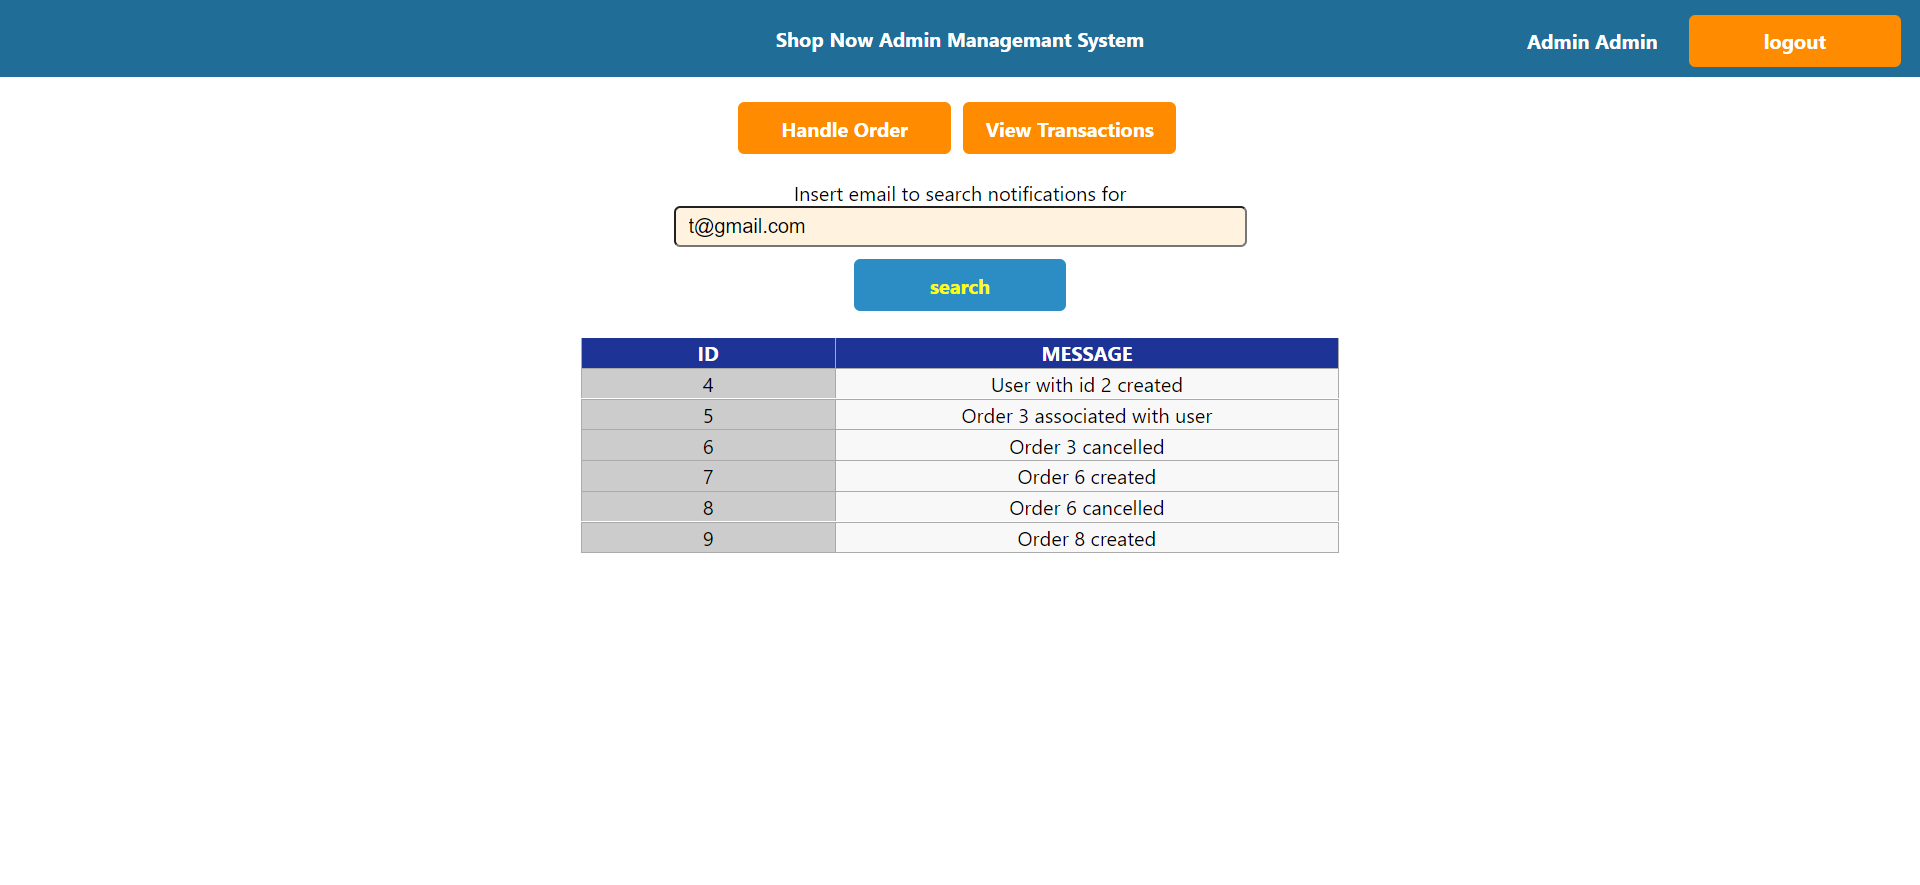 Shop Now Admin Managemant System
Admin Admin
logout
Handle Order
View Transactions
Insert email to search notifications for
t@gmail.com
search
ID MESSAGE
4 User with id 2 created
5 Order 3 associated with user
6 Order 3 cancelled
7 Order 6 created
8 Order 6 cancelled
9 Order 8 created